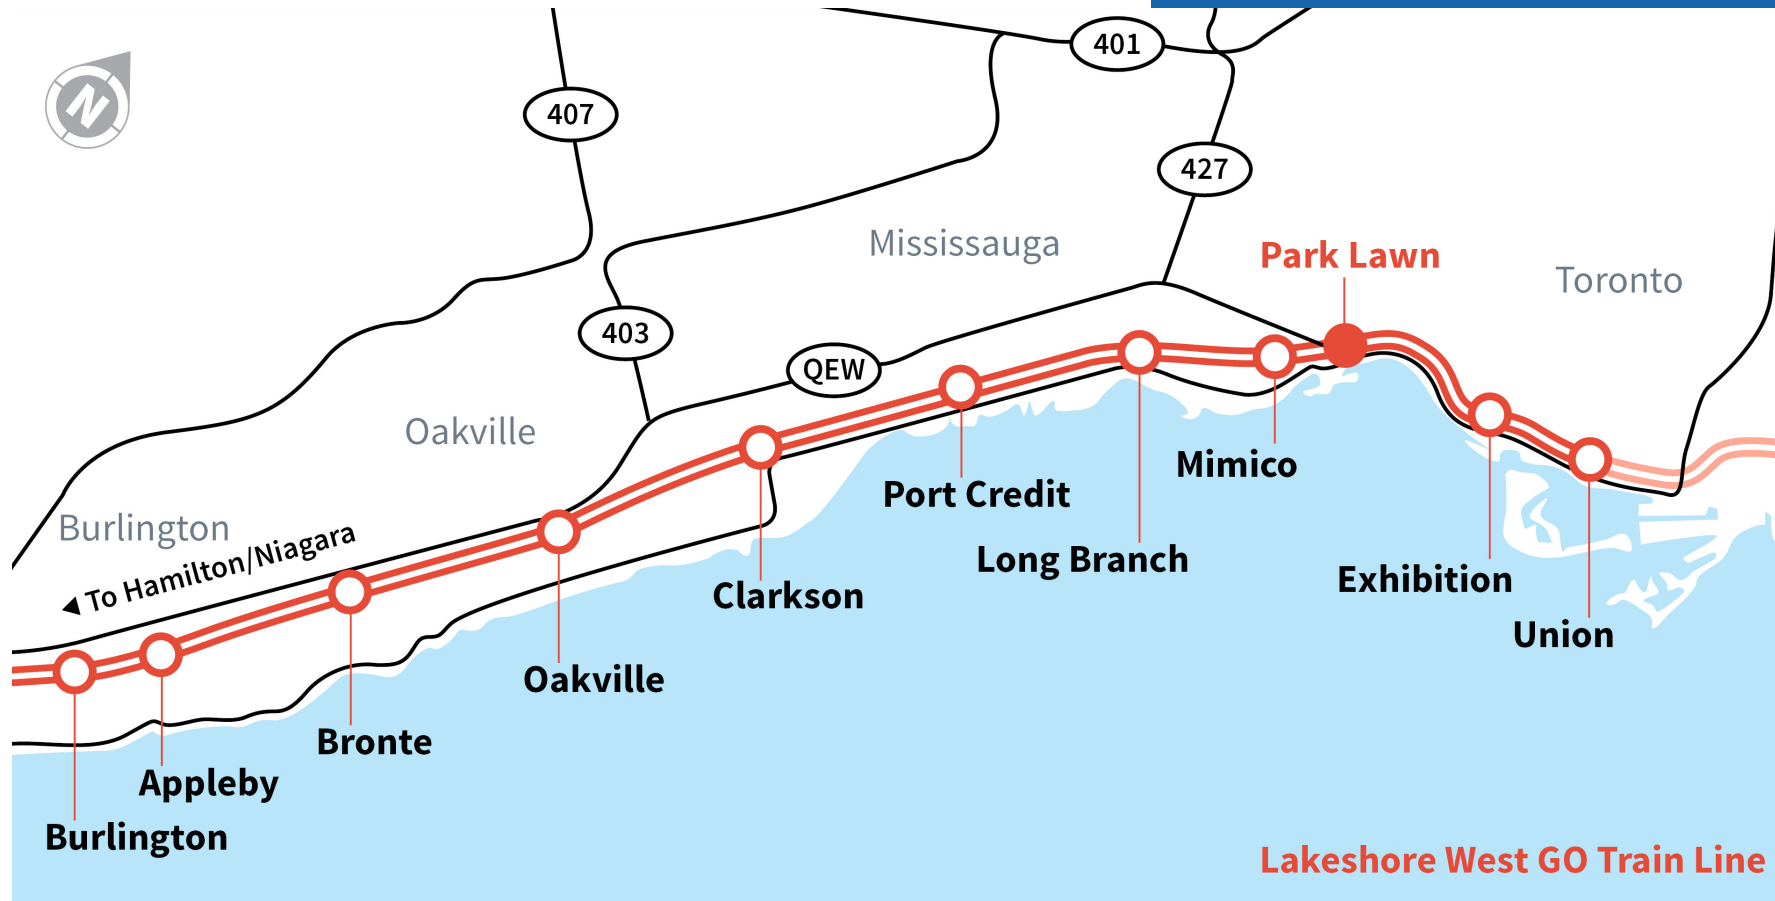 401
N
407
427
Mississauga
Park Lawn
Toronto
403
QEW
Oakville
Mimico
Port Credit
Burlington
To Hamilton/Niagara
Long Branch
Exhibition
Clarkson
Union
Oakville
Bronte
Appleby
Burlington
Lakeshore West GO Train Line